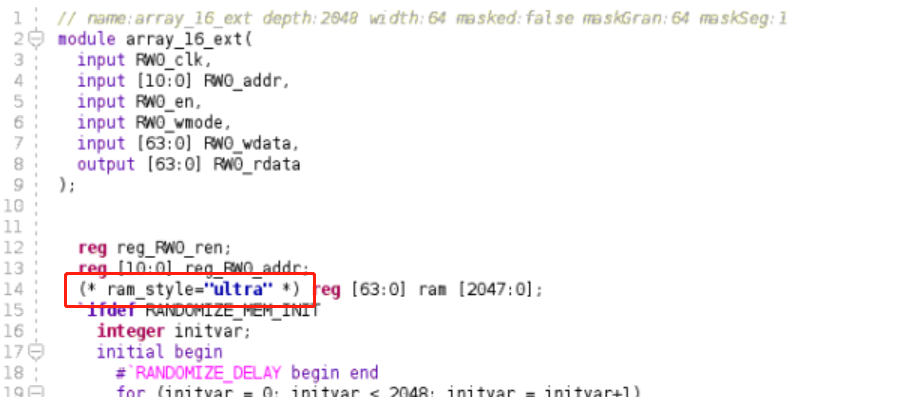 1 // name:array_16_ext depth:2048 width:64 masked:false maskGran:64 maskSeg:1
2 module array_16_ext(
3 input RW0_clk,
4 input [10:0] RW0_addr,
5 input RW0_en,
6 input RW0_wmode,
7 input [63:0] RW0_wdata,
8 output [63:0] RW0_rdata
9 );
10
11
12 reg reg_RW0_ren;
13 reg [10:0] reg_RW0_addr;
14 (* ram_style="ultra" *) reg [63:0] ram [2047:0];
15 `ifdef RANDOMIZE_MEM_INIT
16 integer initvar;
17 initial begin
18 #`RANDOMIZE_DELAY begin end
19 for (initvar = 0; initvar < 2048; initvar = initvar+1)